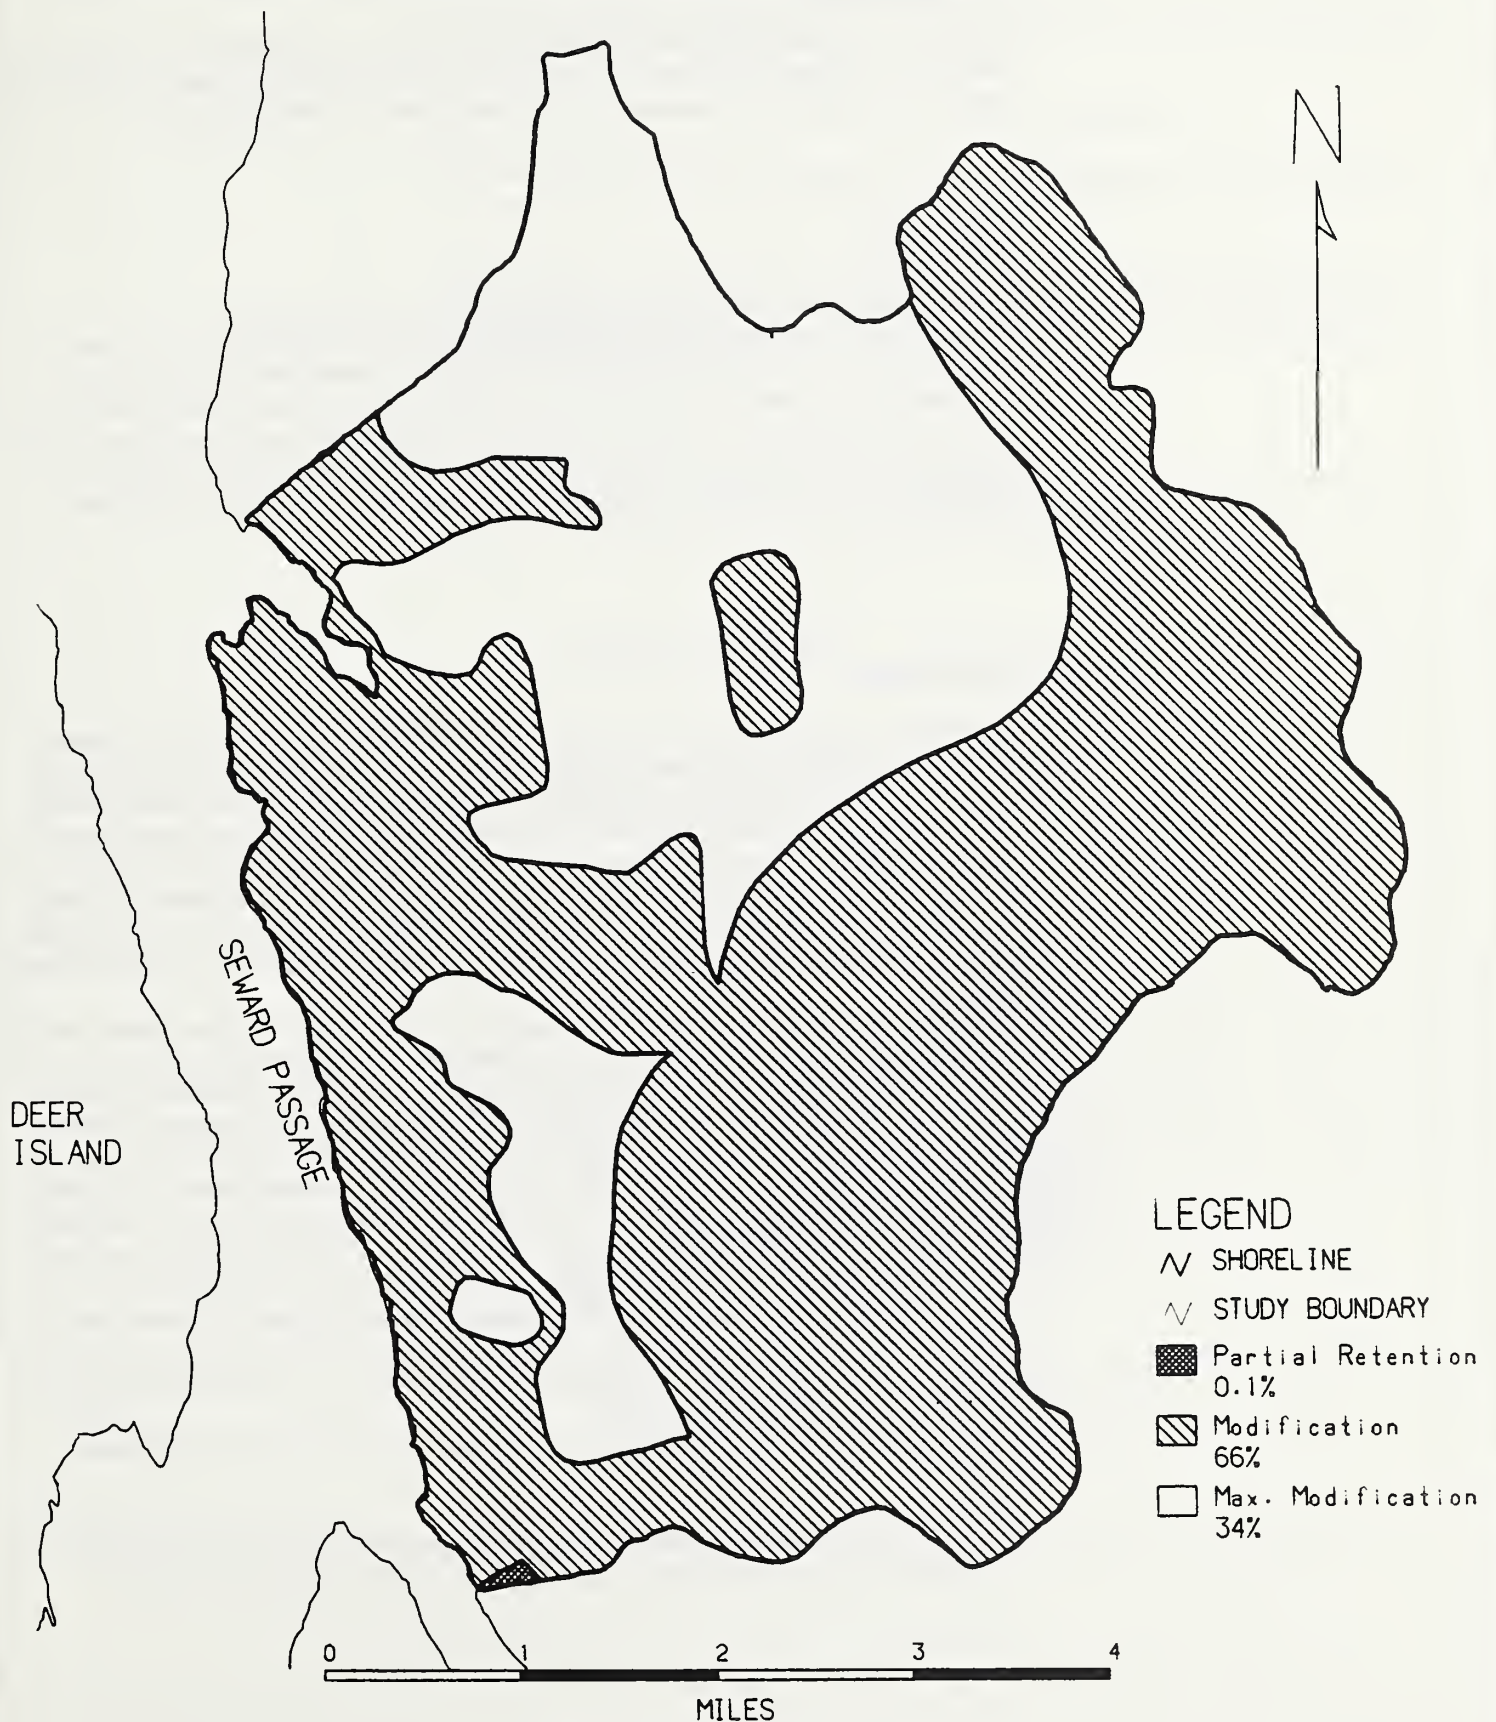 N
SEWARD PASSAGE
DEER
ISLAND
LEGEND
SHORELINE
STUDY BOUNDARY
Partial Retention
0.1%
Modification
66%
Max. Modification
34%
0 1 2 3 4
MILES